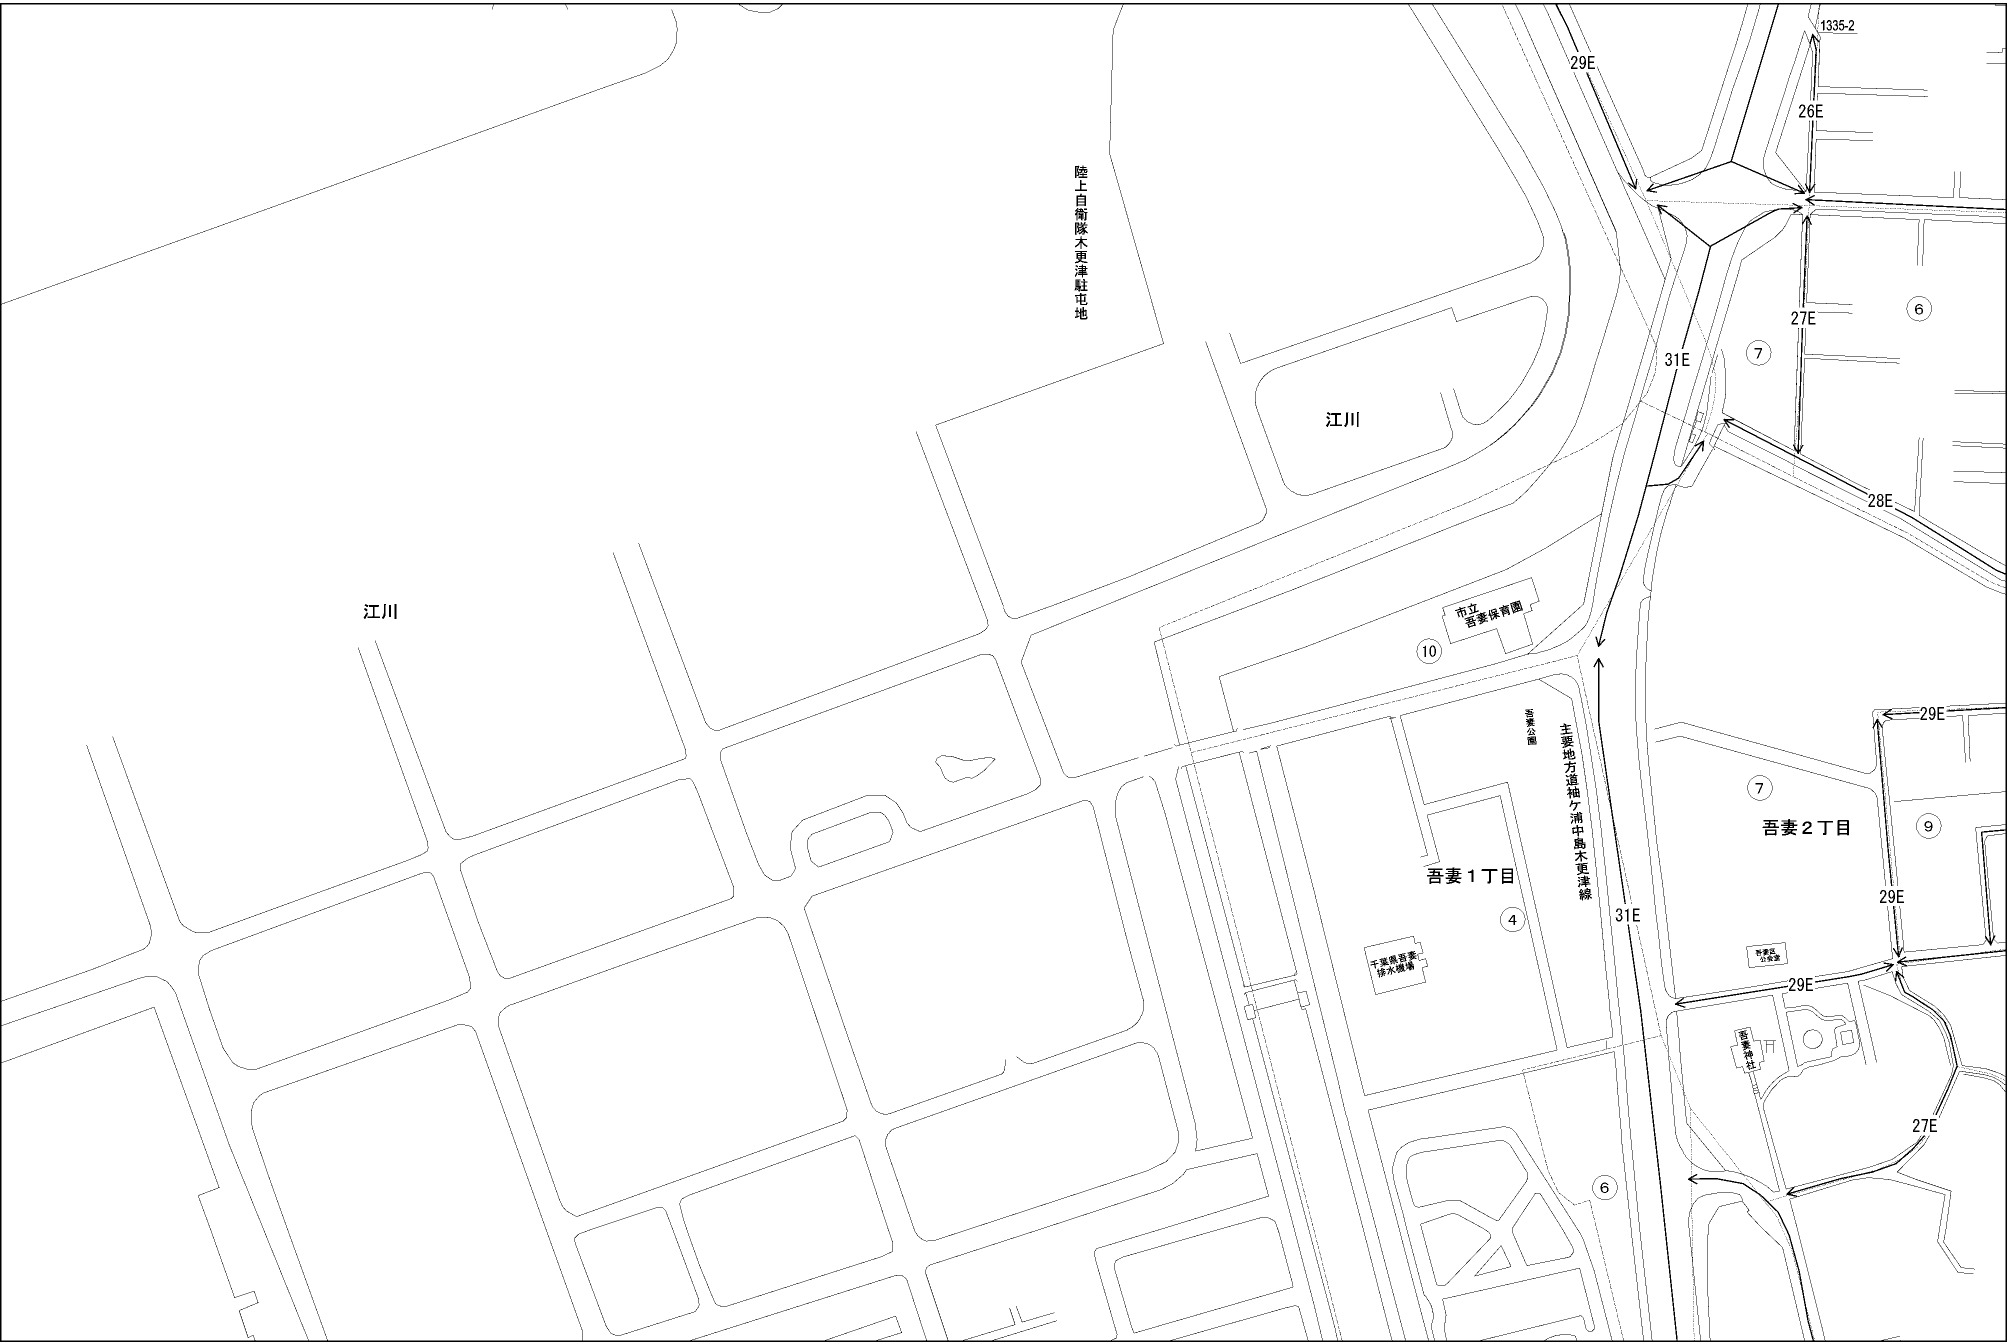 1335-2
29E
26E
陸上自衛隊木更津駐屯地
6
27E
7
31E
江川
28E
江川
市立
吾妻保育園
10
吾妻公園
主要地方道袖ケ浦中島木更津線
29E
7
吾妻2丁目
9
吾妻1丁目
29E
4
31E
吾妻区
公会堂
千葉県吾妻
排水機場
29E
吾妻神社
27E
6